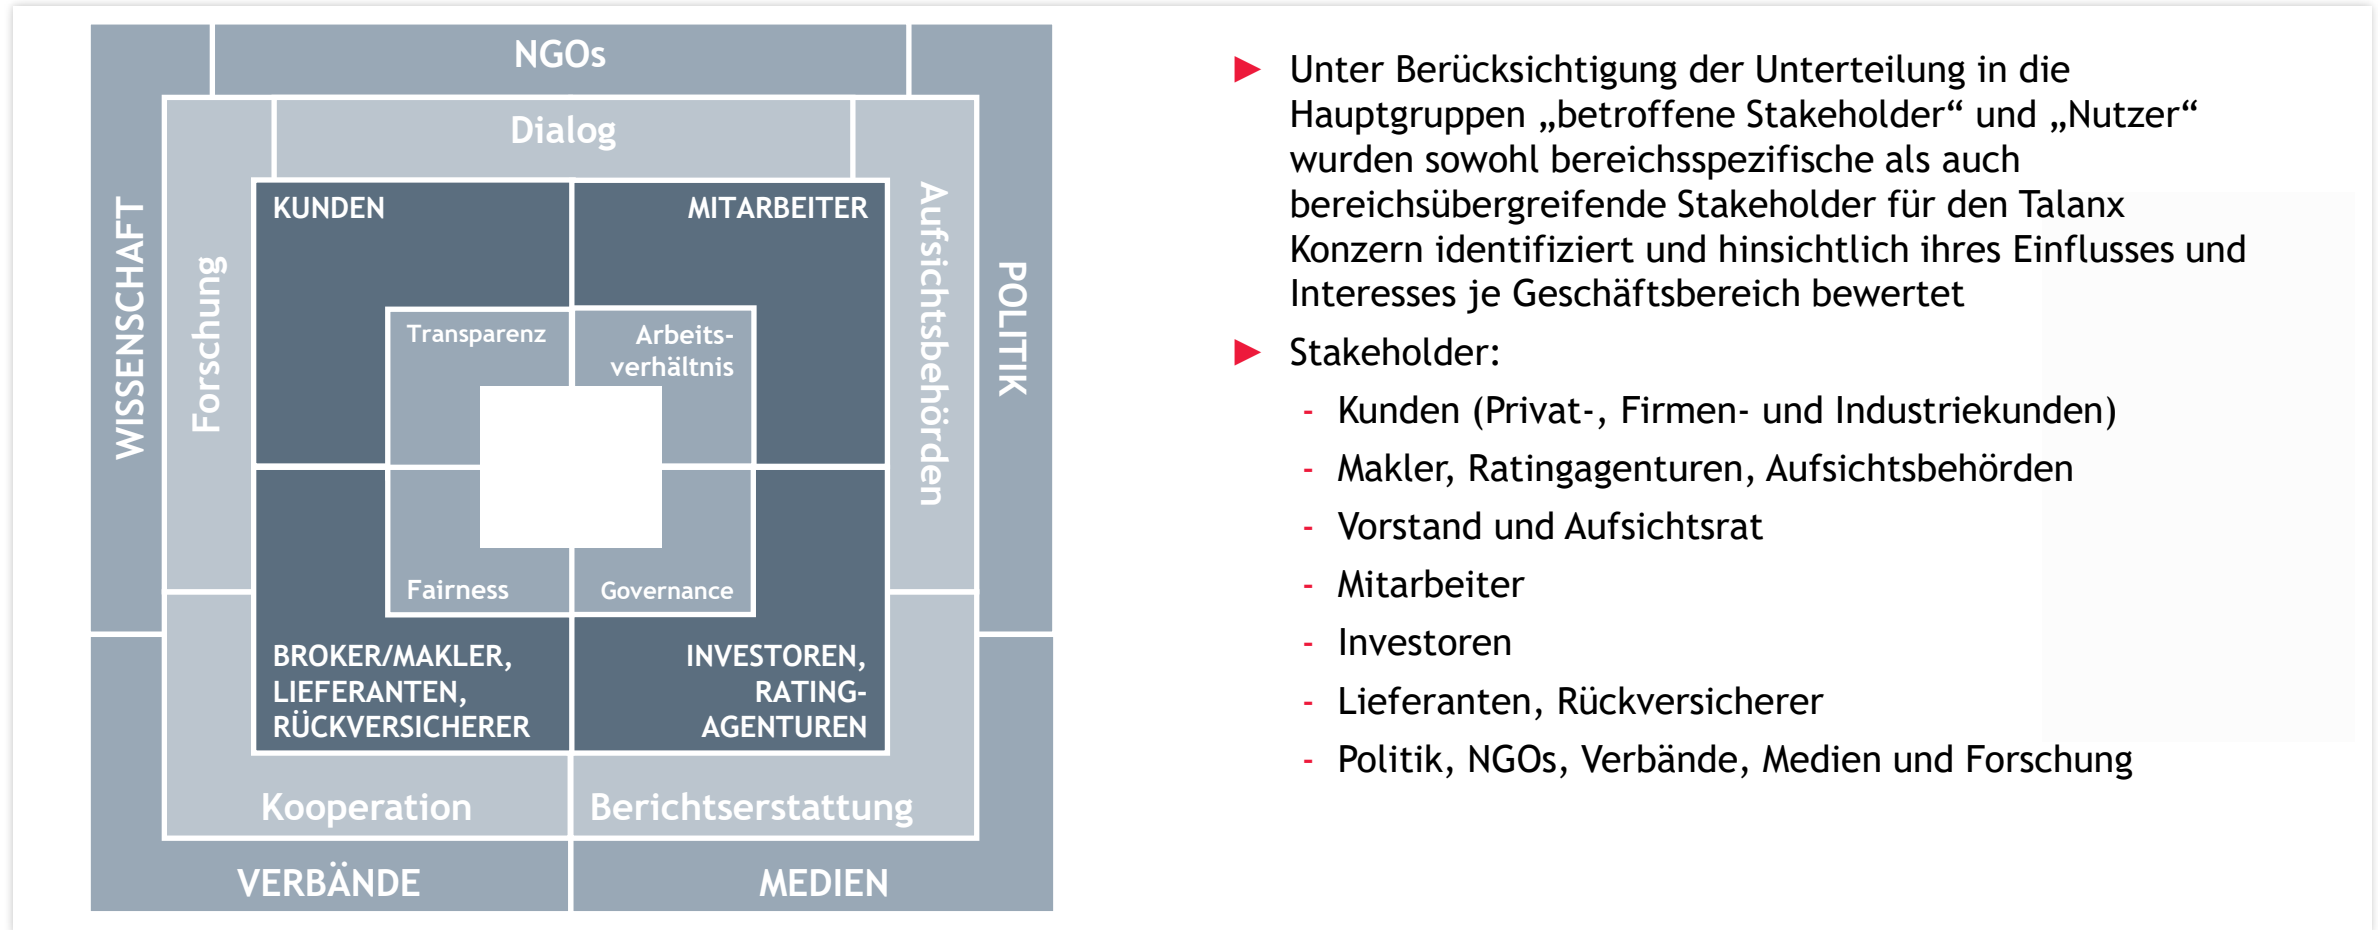 NGOs
Dialog
WISSENSCHAFT
Forschung
KUNDEN
MITARBEITER
Aufsichtsbehörden
POLITIK
Transparenz
Arbeits-
verhältnis
Fairness
Governance
BROKER/MAKLER,
LIEFERANTEN,
RÜCKVERSICHERER
INVESTOREN,
RATING-
AGENTUREN
Kooperation
Berichtserstattung
VERBÄNDE
MEDIEN
► Unter Berücksichtigung der Unterteilung in die
Hauptgruppen „betroffene Stakeholder“ und „Nutzer“
wurden sowohl bereichsspezifische als auch
bereichsübergreifende Stakeholder für den Talanx
Konzern identifiziert und hinsichtlich ihres Einflusses und
Interesses je Geschäftsbereich bewertet
► Stakeholder:
- Kunden (Privat-, Firmen- und Industriekunden)
- Makler, Ratingagenturen, Aufsichtsbehörden
- Vorstand und Aufsichtsrat
- Mitarbeiter
- Investoren
- Lieferanten, Rückversicherer
- Politik, NGOs, Verbände, Medien und Forschung